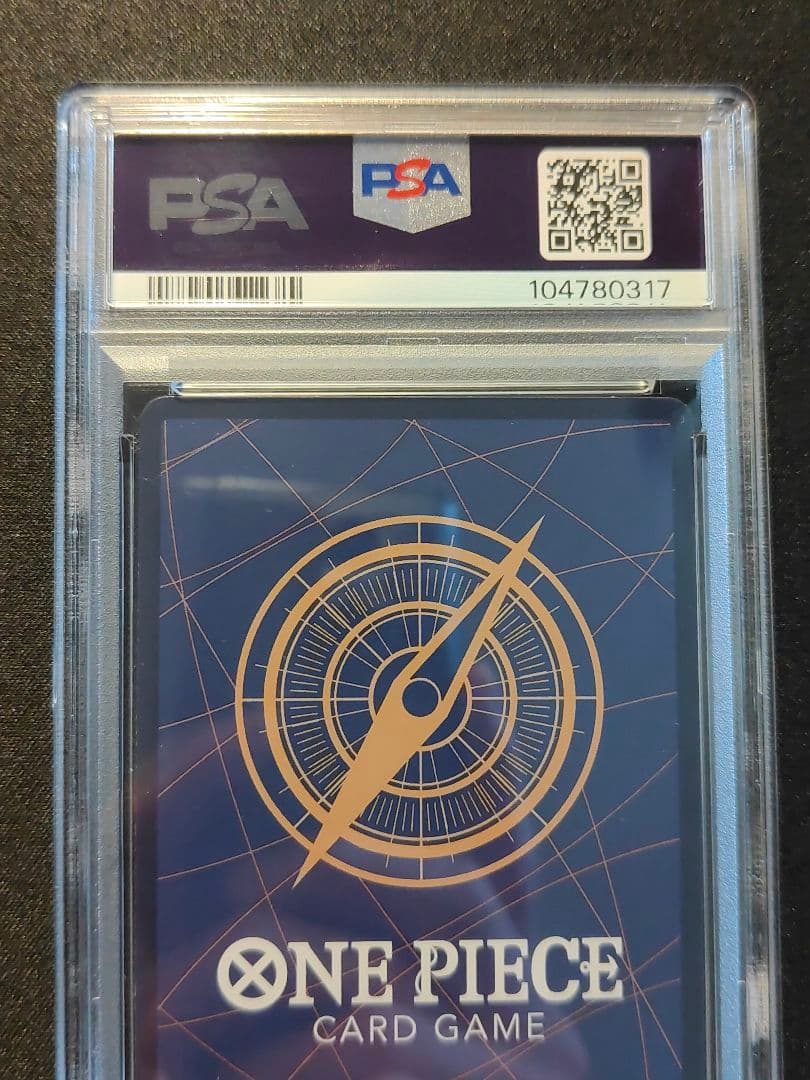 PSA
PSA
104780317
ONE PIECE
CARD GAME